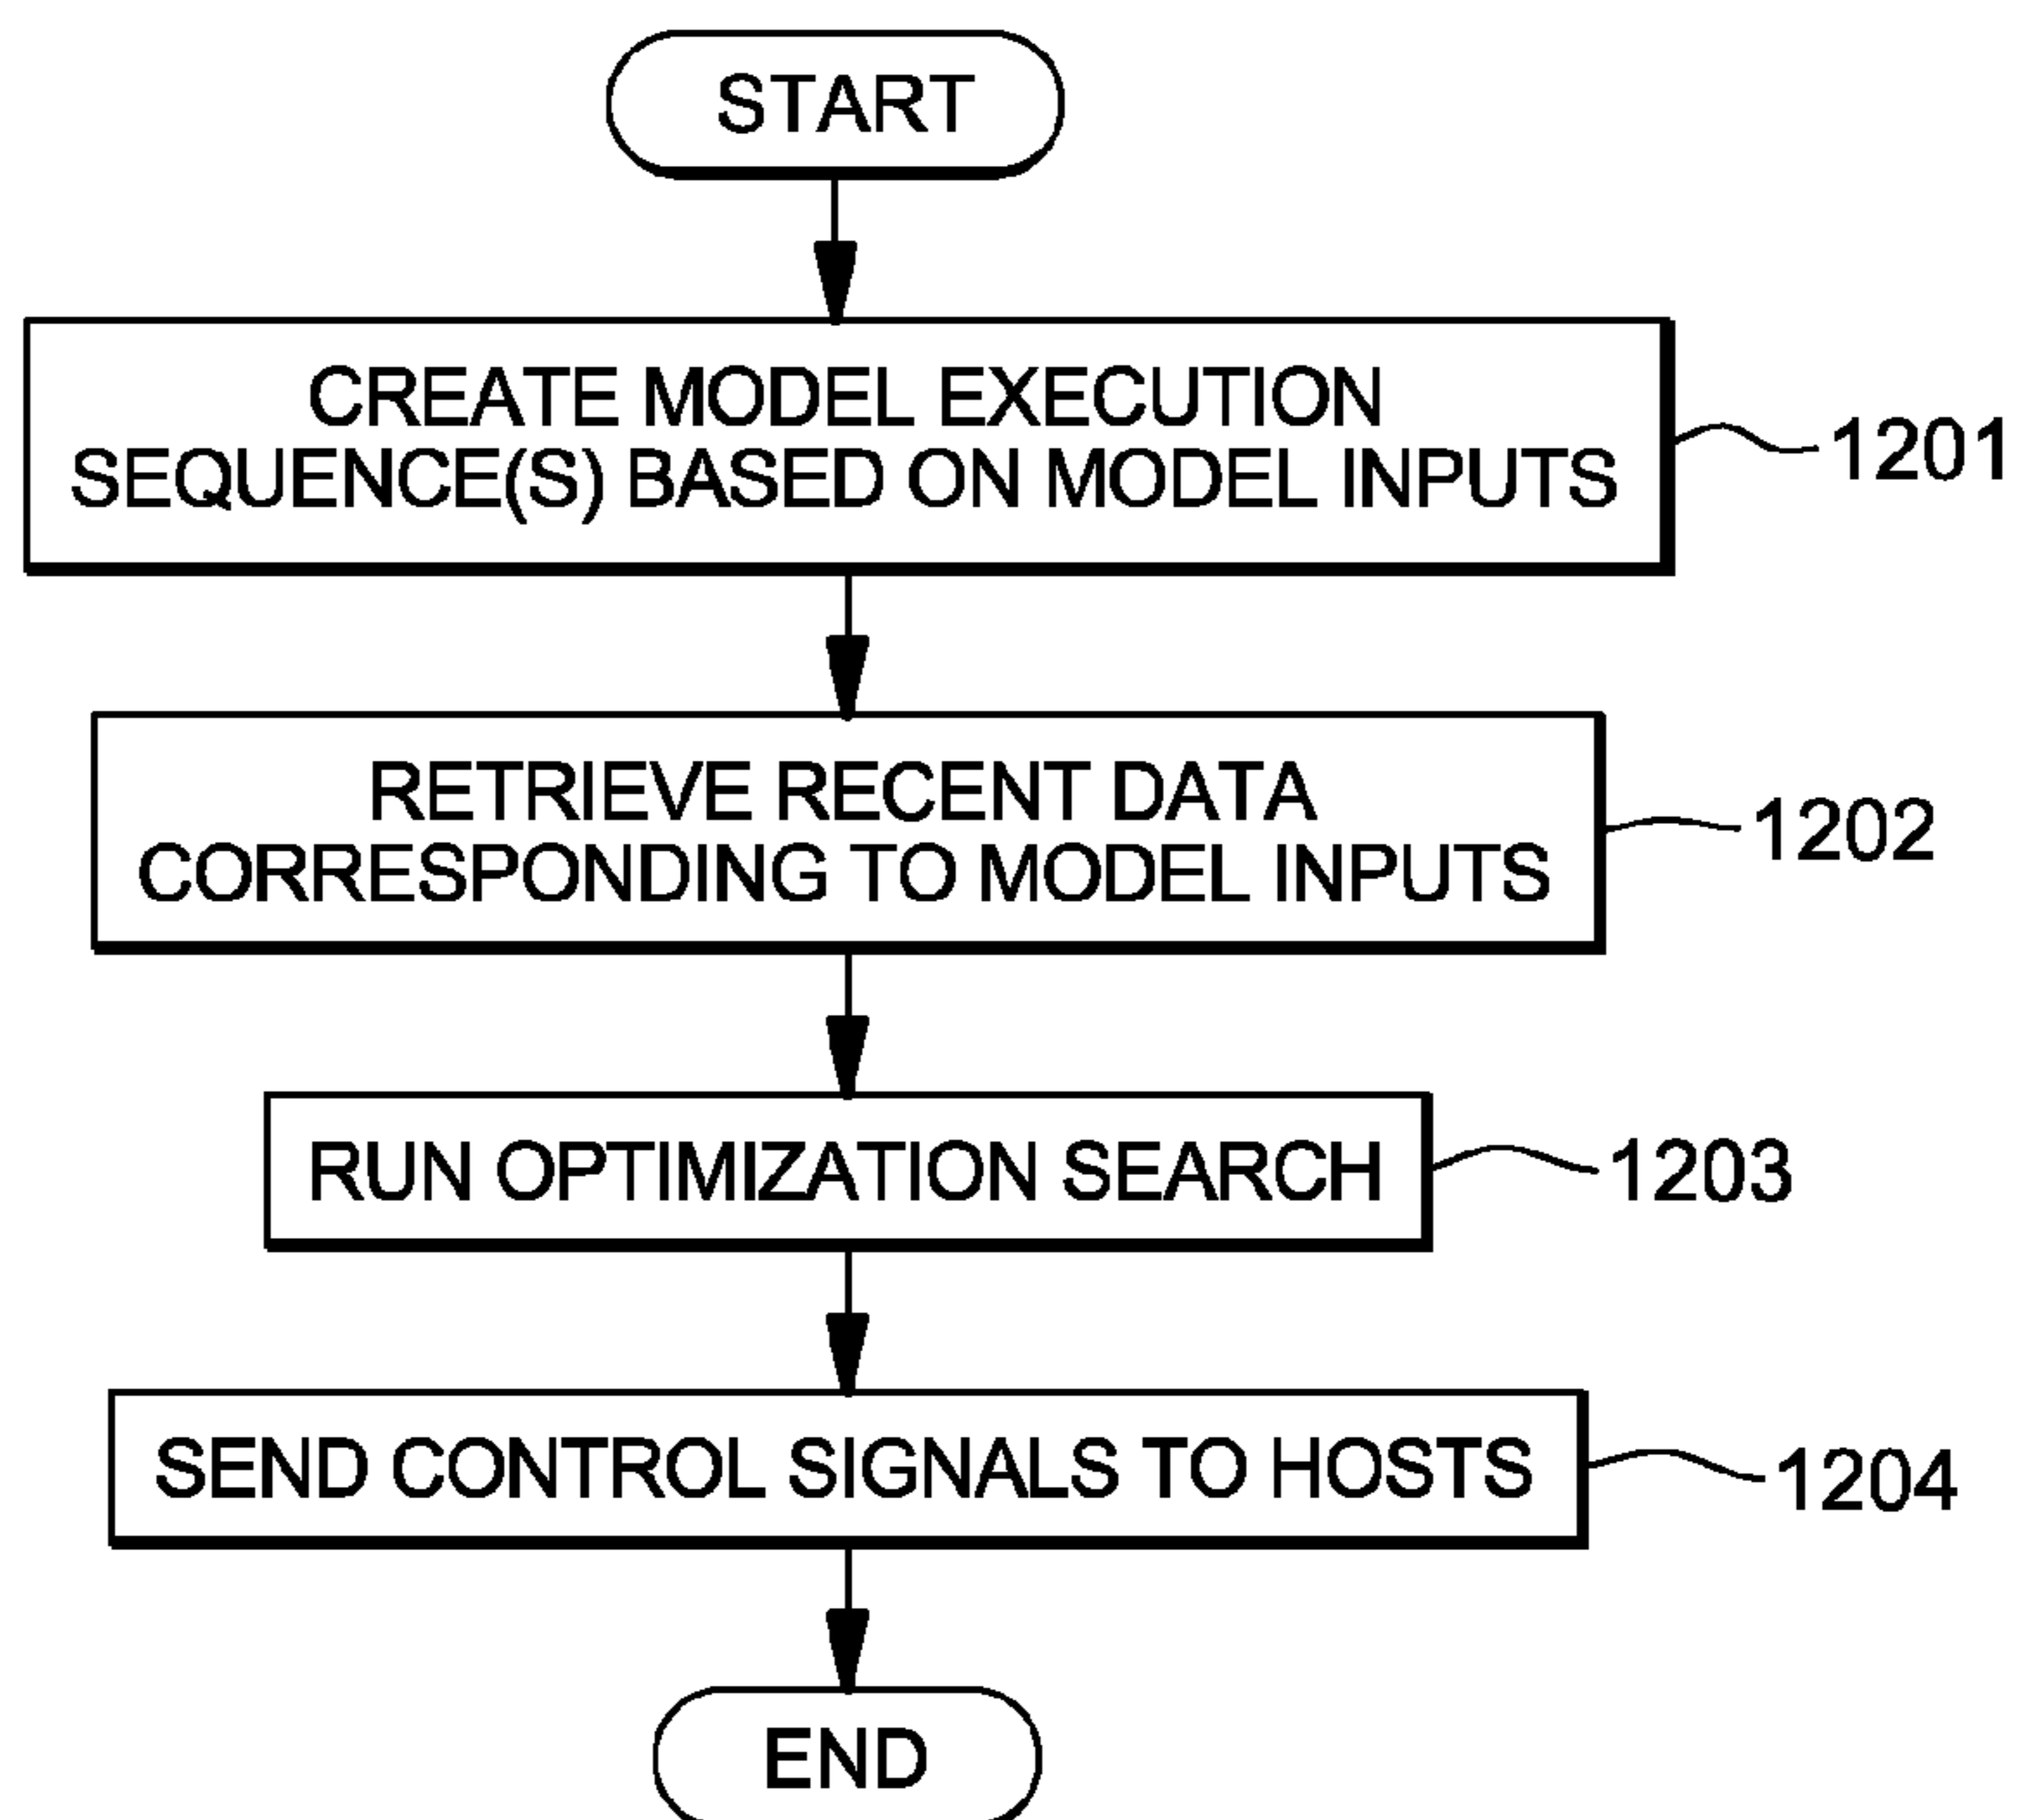 START
CREATE MODEL EXECUTION
SEQUENCE(S) BASED ON MODEL INPUTS
1201
RETRIEVE RECENT DATA
CORRESPONDING TO MODEL INPUTS
1202
RUN OPTIMIZATION SEARCH
1203
SEND CONTROL SIGNALS TO HOSTS
1204
END